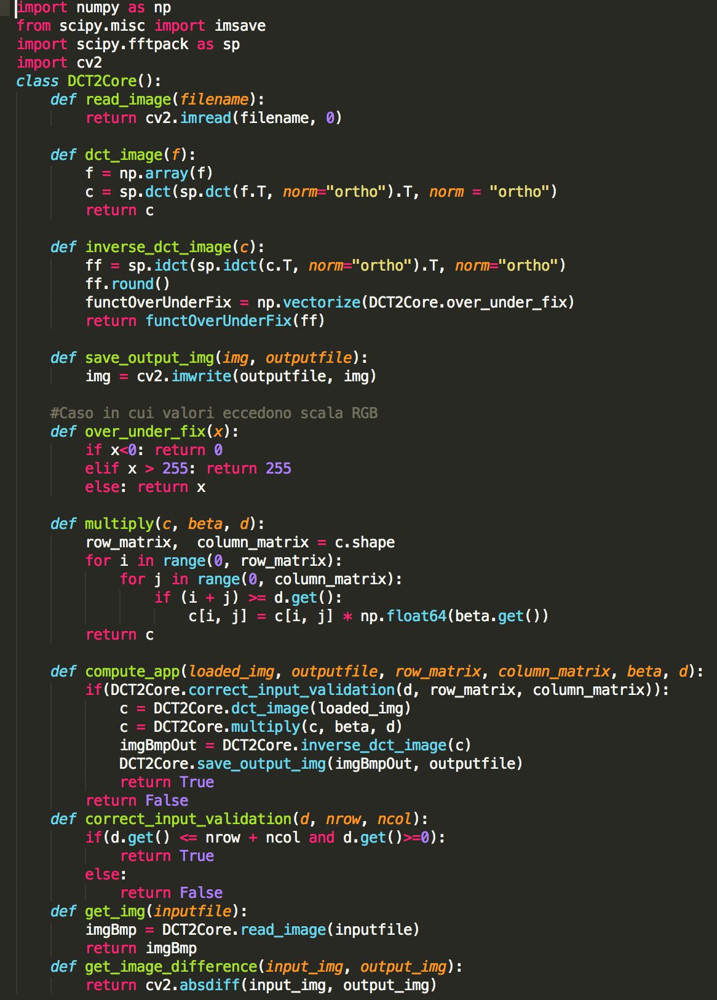 import numpy as np
from scipy.misc import imsave
import scipy.fftpack as sp
import cv2
class DCT2Core():
    def read_image(filename):
        return cv2.imread(filename, 0)

    def dct_image(f):
        f = np.array(f)
        c = sp.dct(sp.dct(f.T, norm="ortho").T, norm = "ortho")
        return c

    def inverse_dct_image(c):
        ff = sp.idct(sp.idct(c.T, norm="ortho").T, norm="ortho")
        ff.round()
        functOverUnderFix = np.vectorize(DCT2Core.over_under_fix)
        return functOverUnderFix(ff)

    def save_output_img(img, outputfile):
        img = cv2.imwrite(outputfile, img)

    #Caso in cui valori eccedono scala RGB
    def over_under_fix(x):
        if x<0: return 0
        elif x > 255: return 255
        else: return x

    def multiply(c, beta, d):
        row_matrix,  column_matrix = c.shape
        for i in range(0, row_matrix):
            for j in range(0, column_matrix):
                if (i + j) >= d.get():
                    c[i, j] = c[i, j] * np.float64(beta.get())
        return c

    def compute_app(loaded_img, outputfile, row_matrix, column_matrix, beta, d):
        if(DCT2Core.correct_input_validation(d, row_matrix, column_matrix)):
            c = DCT2Core.dct_image(loaded_img)
            c = DCT2Core.multiply(c, beta, d)
            imgBmpOut = DCT2Core.inverse_dct_image(c)
            DCT2Core.save_output_img(imgBmpOut, outputfile)
            return True
        return False
    def correct_input_validation(d, nrow, ncol):
        if(d.get() <= nrow + ncol and d.get()>=0):
            return True
        else:
            return False
    def get_img(inputfile):
        imgBmp = DCT2Core.read_image(inputfile)
        return imgBmp
    def get_image_difference(input_img, output_img):
        return cv2.absdiff(input_img, output_img)